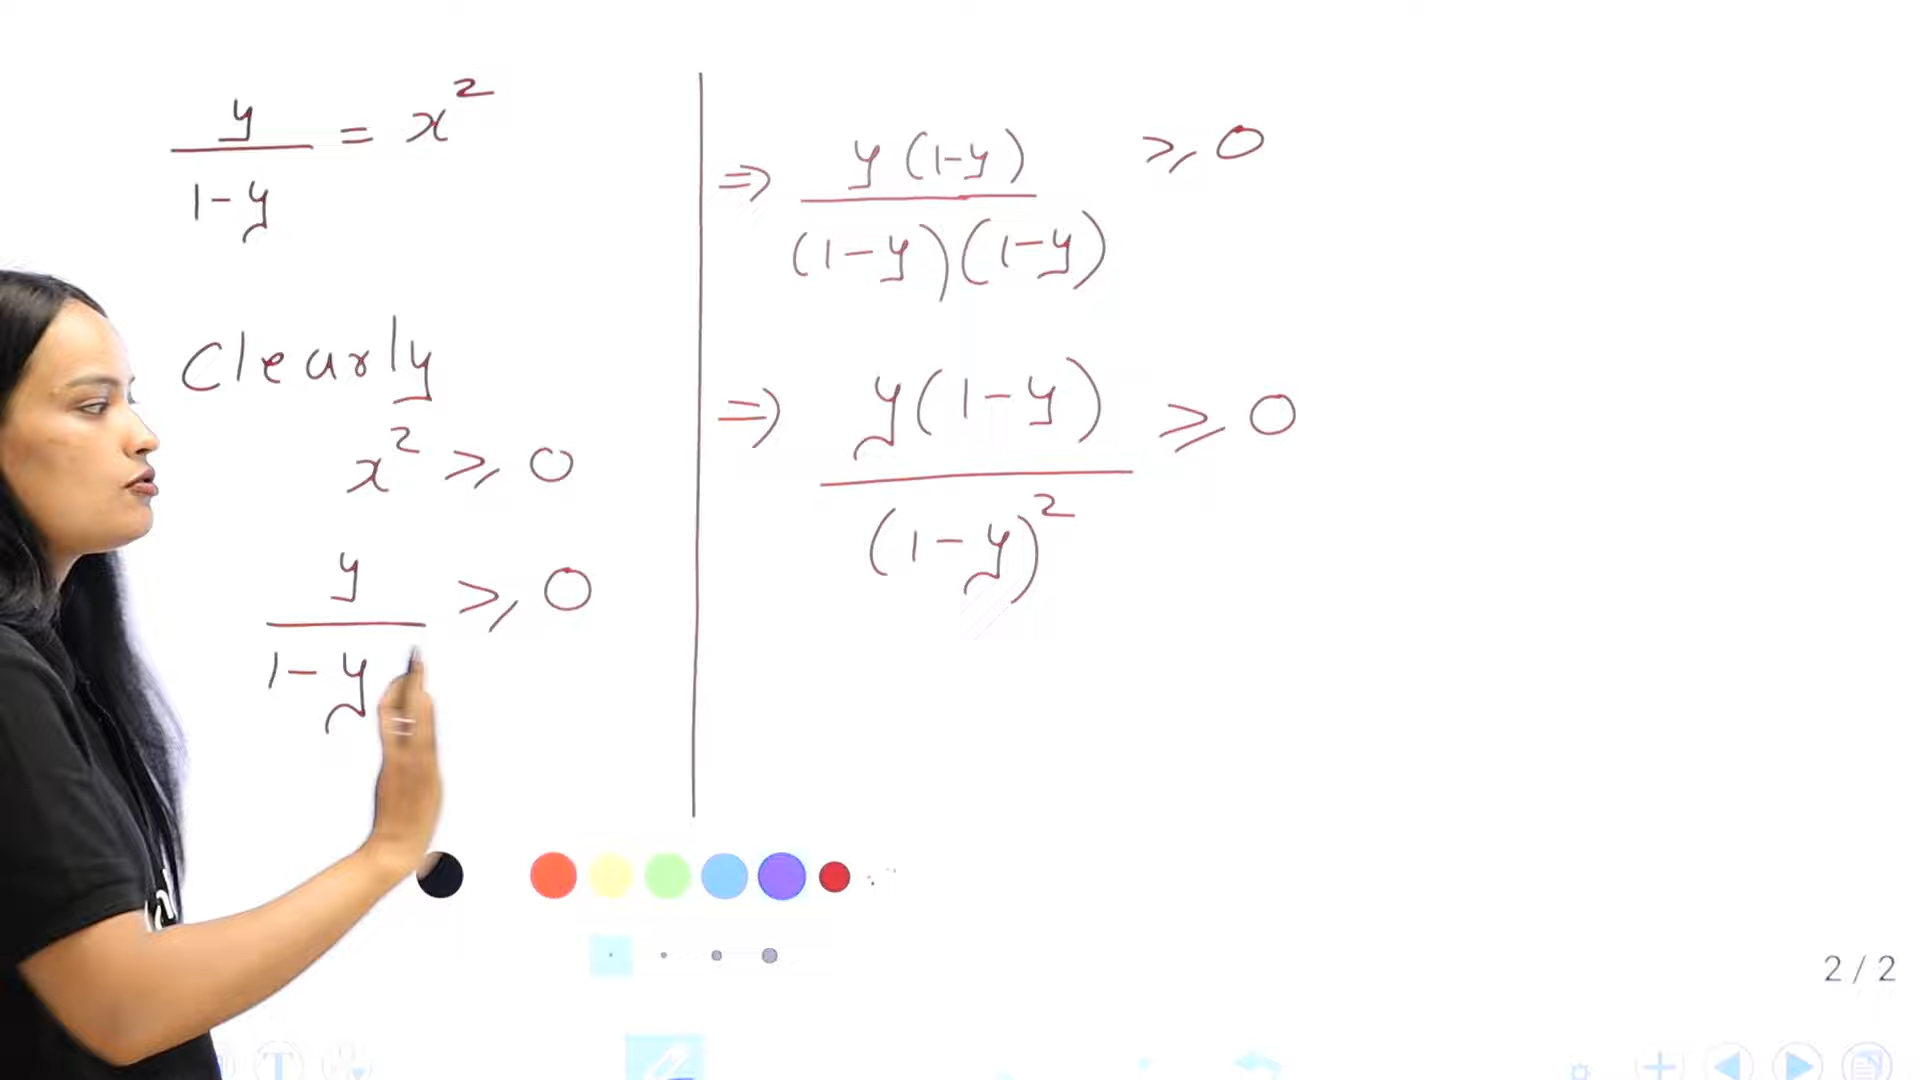 y/(1-y) = x²
Clearly
x² ⩾ 0
y/(1-y) ⩾ 0
⇒ y(1-y)/((1-y)(1-y)) ⩾ 0
⇒ y(1-y)/(1-y)² ⩾ 0
2 / 2
T